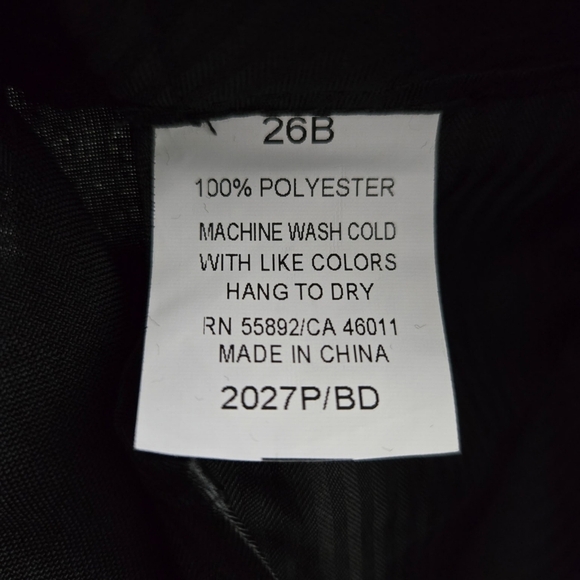 26B
100% POLYESTER
MACHINE WASH COLD
WITH LIKE COLORS
HANG TO DRY
RN 55892/CA 46011
MADE IN CHINA
2027P/BD